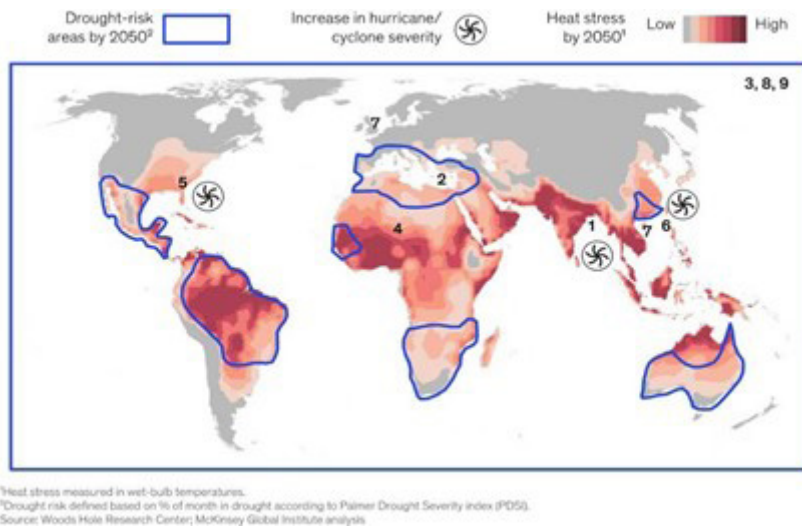 Drought-risk
areas by 2050²
Increase in hurricane/
cyclone severity
Heat stress
by 2050¹
Low
High
3, 8, 9
7
2
5
4
1
7
6
¹Heat stress measured in wet-bulb temperatures.
²Drought risk defined based on % of month in drought according to Palmer Drought Severity index (PDSI).
Source: Woods Hole Research Center; McKinsey Global Institute analysis